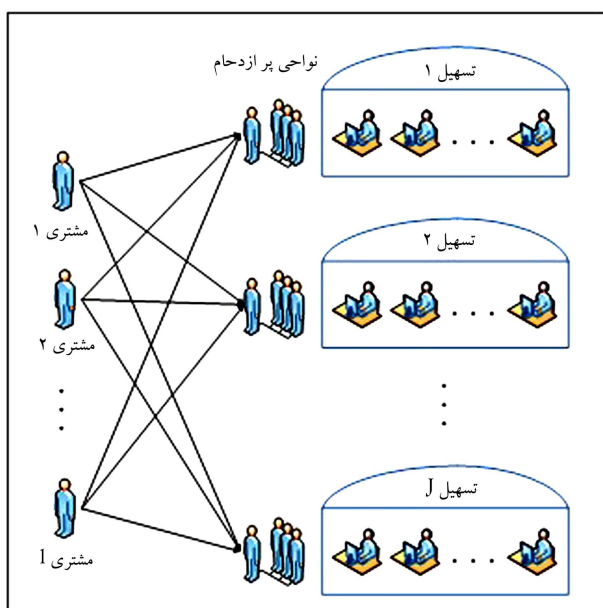 نواحی پر ازدحام
تسهیل ۱
مشتری ۱
تسهیل ۲
مشتری ۲
تسهیل J
مشتری I